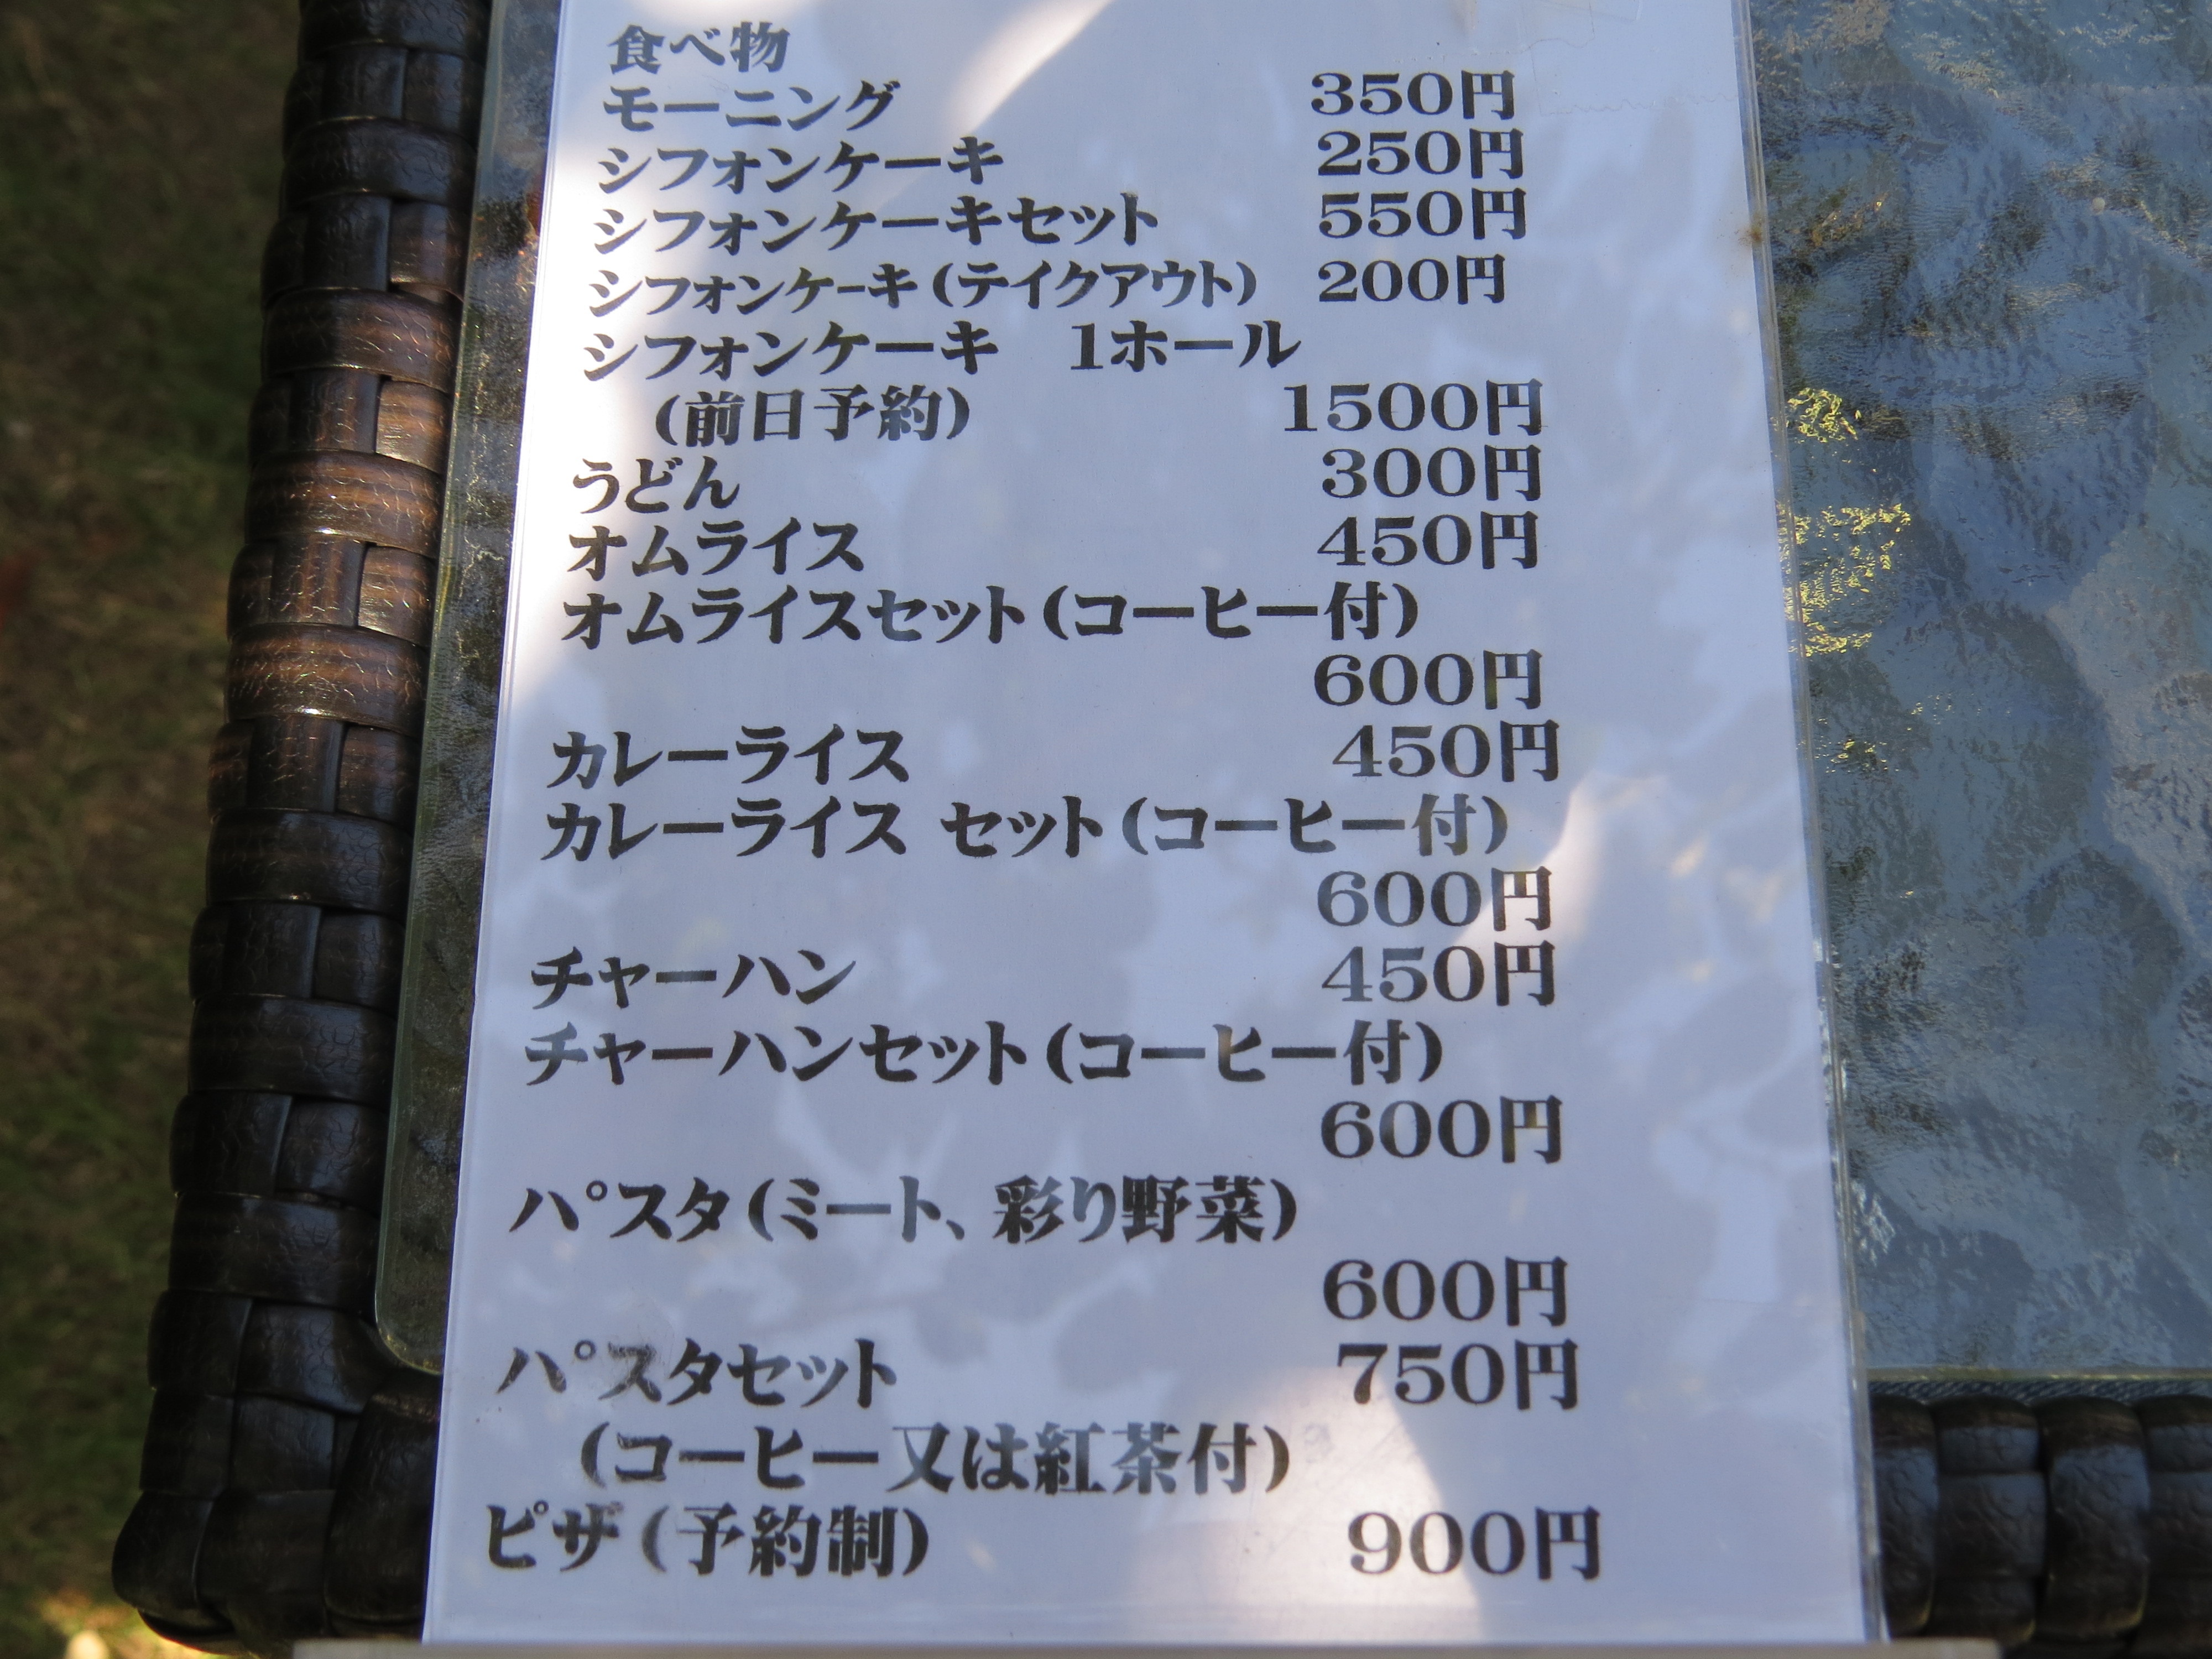 食べ物
モーニング 350円
シフォンケーキ 250円
シフォンケーキセット 550円
シフォンケーキ(テイクアウト) 200円
シフォンケーキ　1ホール
(前日予約) 1500円
うどん 300円
オムライス 450円
オムライスセット(コーヒー付)
600円
カレーライス 450円
カレーライス セット(コーヒー付)
600円
チャーハン 450円
チャーハンセット(コーヒー付)
600円
パスタ(ミート、彩り野菜)
600円
パスタセット 750円
(コーヒー又は紅茶付)
ピザ(予約制) 900円